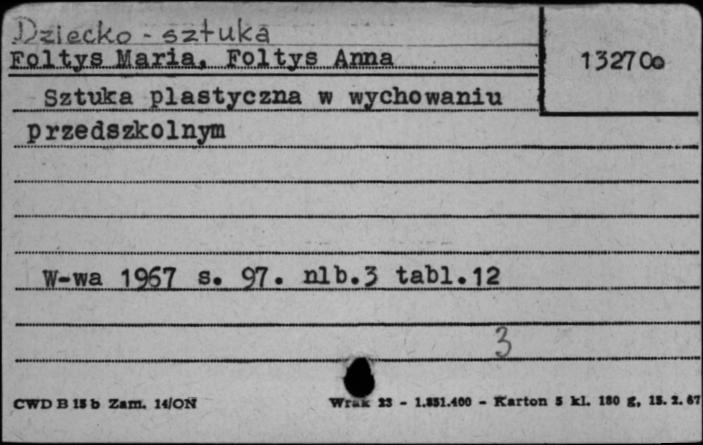 Dziecko - sztuka
Foltys Maria, Foltys Anna
13270o
Sztuka plastyczna w wychowaniu
przedszkolnym
W-wa 1967 s. 97. nlb.3 tabl.12
3
CWD B 15 b Zam. 14/ON
Wrak 23 - 1.851.400 - Karton 5 kl. 180 g, 15. 2. 67